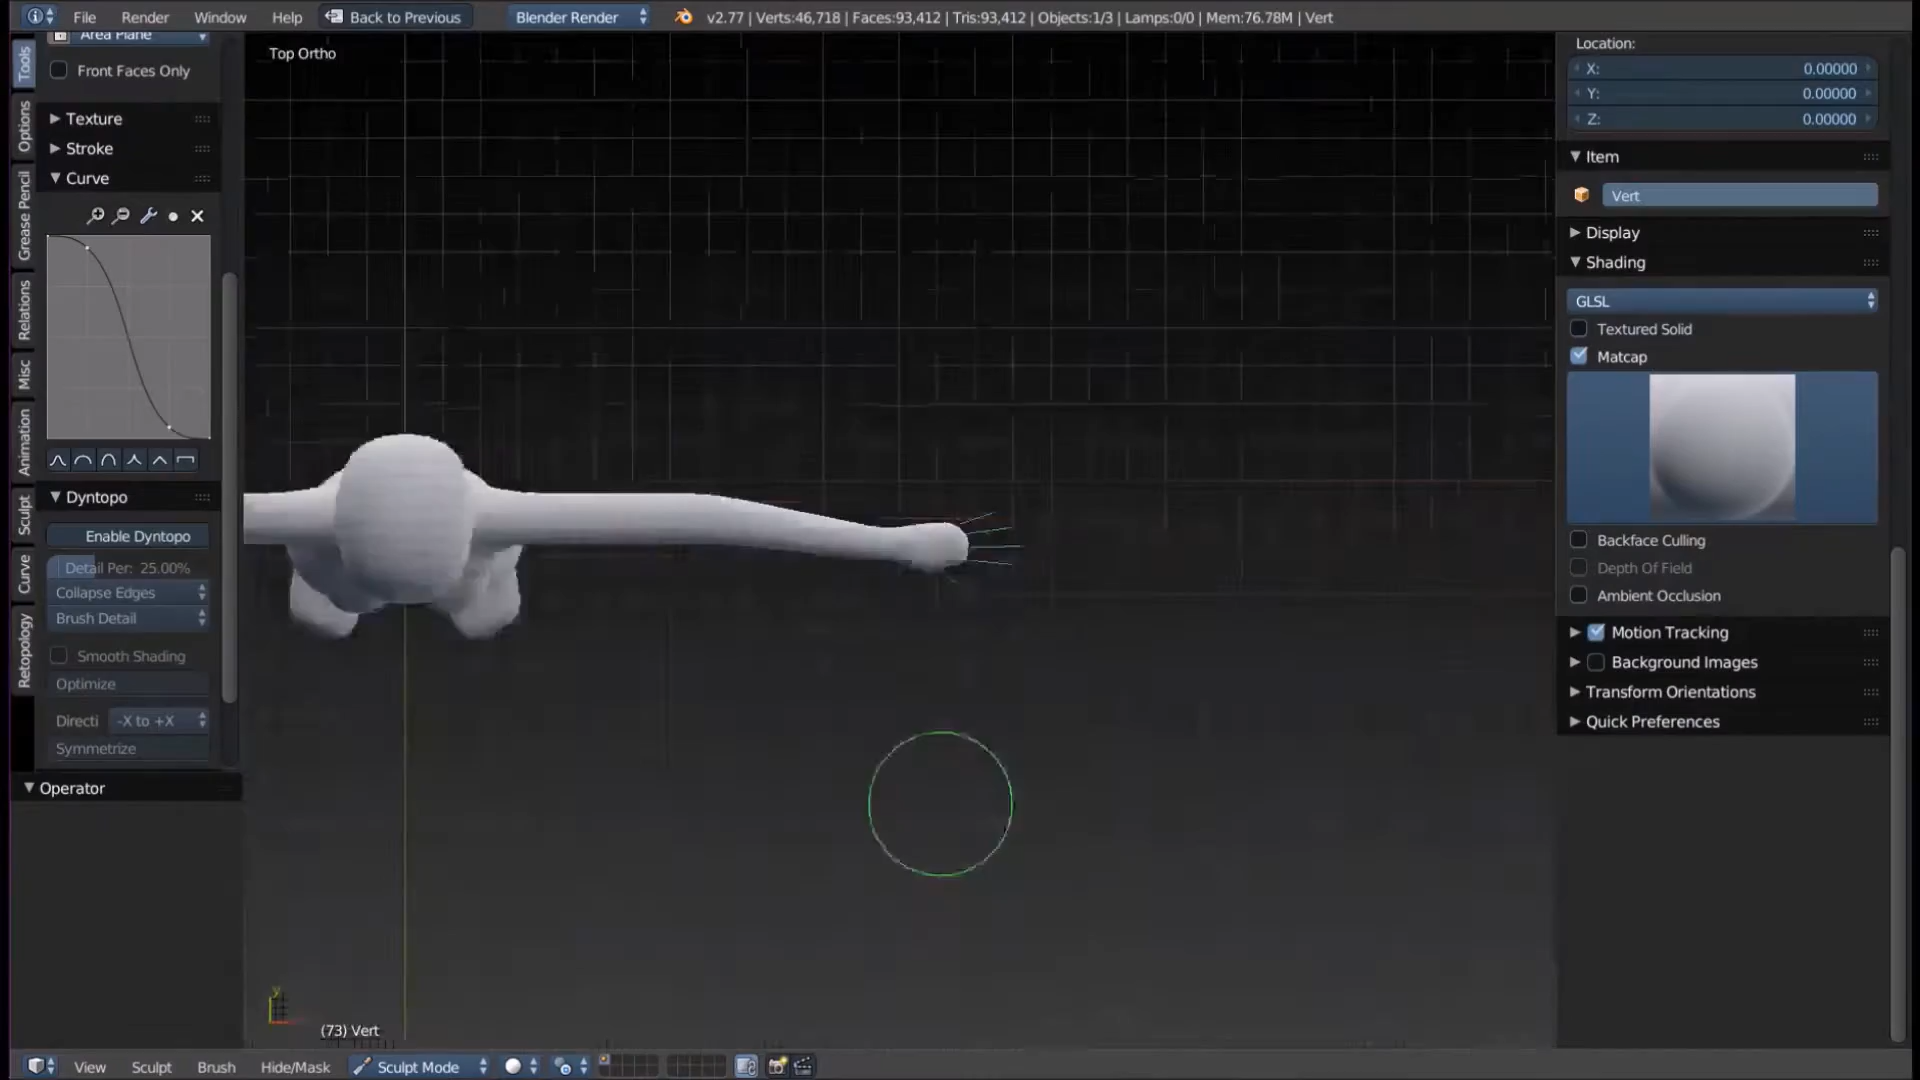 File Render Window Help Back to Previous Blender Render v2.77 | Verts:46,718 | Faces:93,412 | Tris:93,412 | Objects:1/3 | Lamps:0/0 | Mem:76.78M | Vert
Tools
Options
Grease Pencil
Relations
Misc
Animation
Sculpt
Curve
Retopology
Area Plane
Front Faces Only
Texture
Stroke
Curve
Dyntopo
Enable Dyntopo
Detail Per: 25.00%
Collapse Edges
Brush Detail
Smooth Shading
Optimize
Directi -X to +X
Symmetrize
Operator
Top Ortho
y
(73) Vert
Location:
X: 0.00000
Y: 0.00000
Z: 0.00000
Item
Vert
Display
Shading
GLSL
Textured Solid
Matcap
Backface Culling
Depth Of Field
Ambient Occlusion
Motion Tracking
Background Images
Transform Orientations
Quick Preferences
View Sculpt Brush Hide/Mask Sculpt Mode